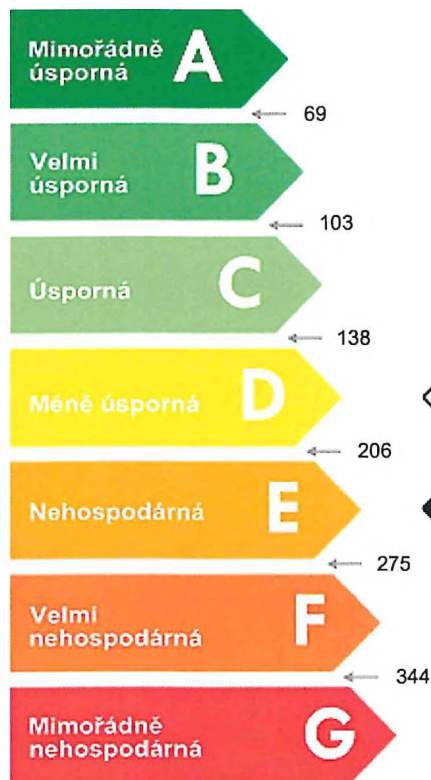 Mimořádně
úsporná
A
69
Velmi
úsporná
B
103
Úsporná
C
138
Méně úsporná
D
206
Nehospodárná
E
275
Velmi
nehospodárná
F
344
Mimořádně
nehospodárná
G